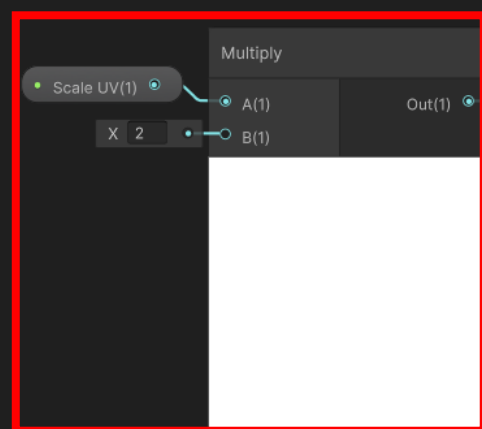 Multiply
Scale UV(1)
A(1)
Out(1)
X 2
B(1)